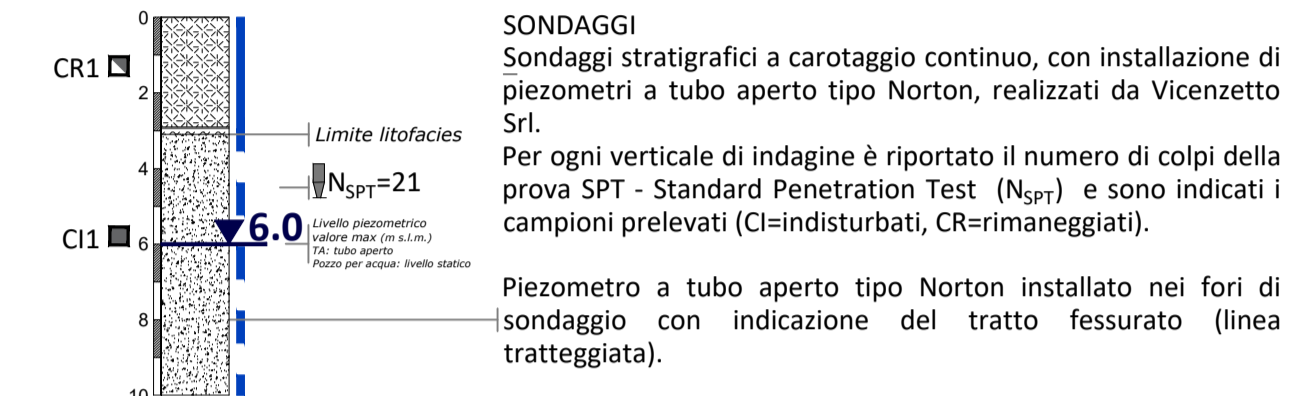 0
CR1
2
Limite litofacies
4
N_SPT=21
6.0
Livello piezometrico
valore max (m s.l.m.)
TA: tubo aperto
Pozzo per acqua: livello statico
CI1
6
8
10
SONDAGGI
Sondaggi stratigrafici a carotaggio continuo, con installazione di
piezometri a tubo aperto tipo Norton, realizzati da Vicenzetto
Srl.
Per ogni verticale di indagine è riportato il numero di colpi della
prova SPT - Standard Penetration Test (N_SPT) e sono indicati i
campioni prelevati (CI=indisturbati, CR=rimaneggiati).
Piezometro a tubo aperto tipo Norton installato nei fori di
sondaggio con indicazione del tratto fessurato (linea
tratteggiata).